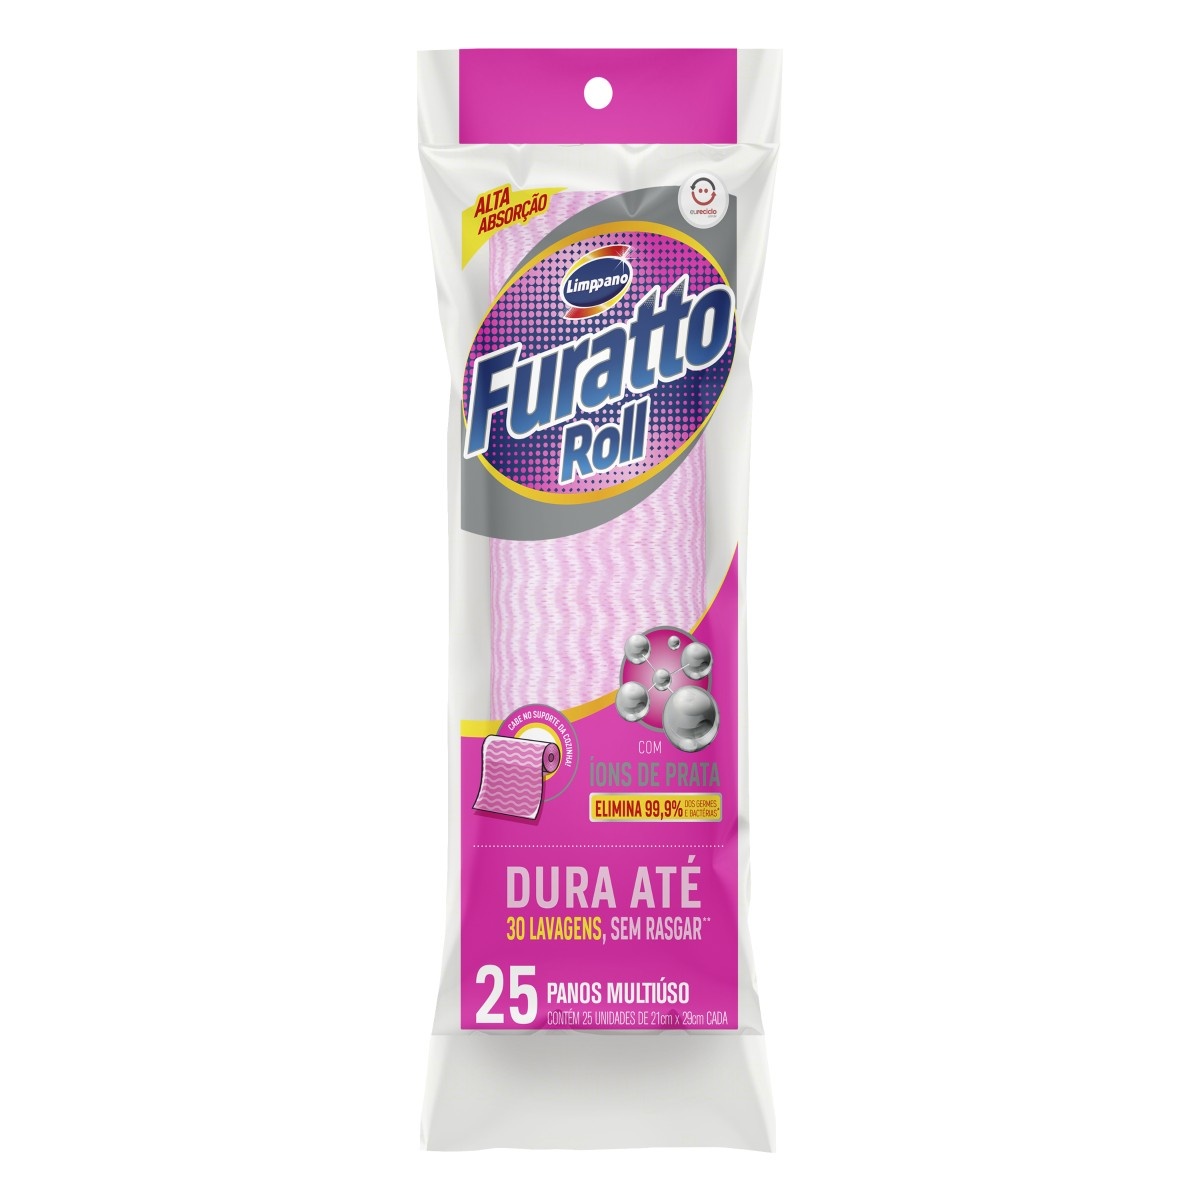 ALTA
ABSORÇÃO
eureciclo
Limppano
Furatto
Roll
CABE NO SUPORTE DA COZINHA!
COM
ÍONS DE PRATA
ELIMINA 99,9% DOS GERMES
E BACTÉRIAS*
DURA ATÉ
30 LAVAGENS, SEM RASGAR**
25 PANOS MULTIÚSO
CONTÉM 25 UNIDADES DE 21cm x 29cm CADA